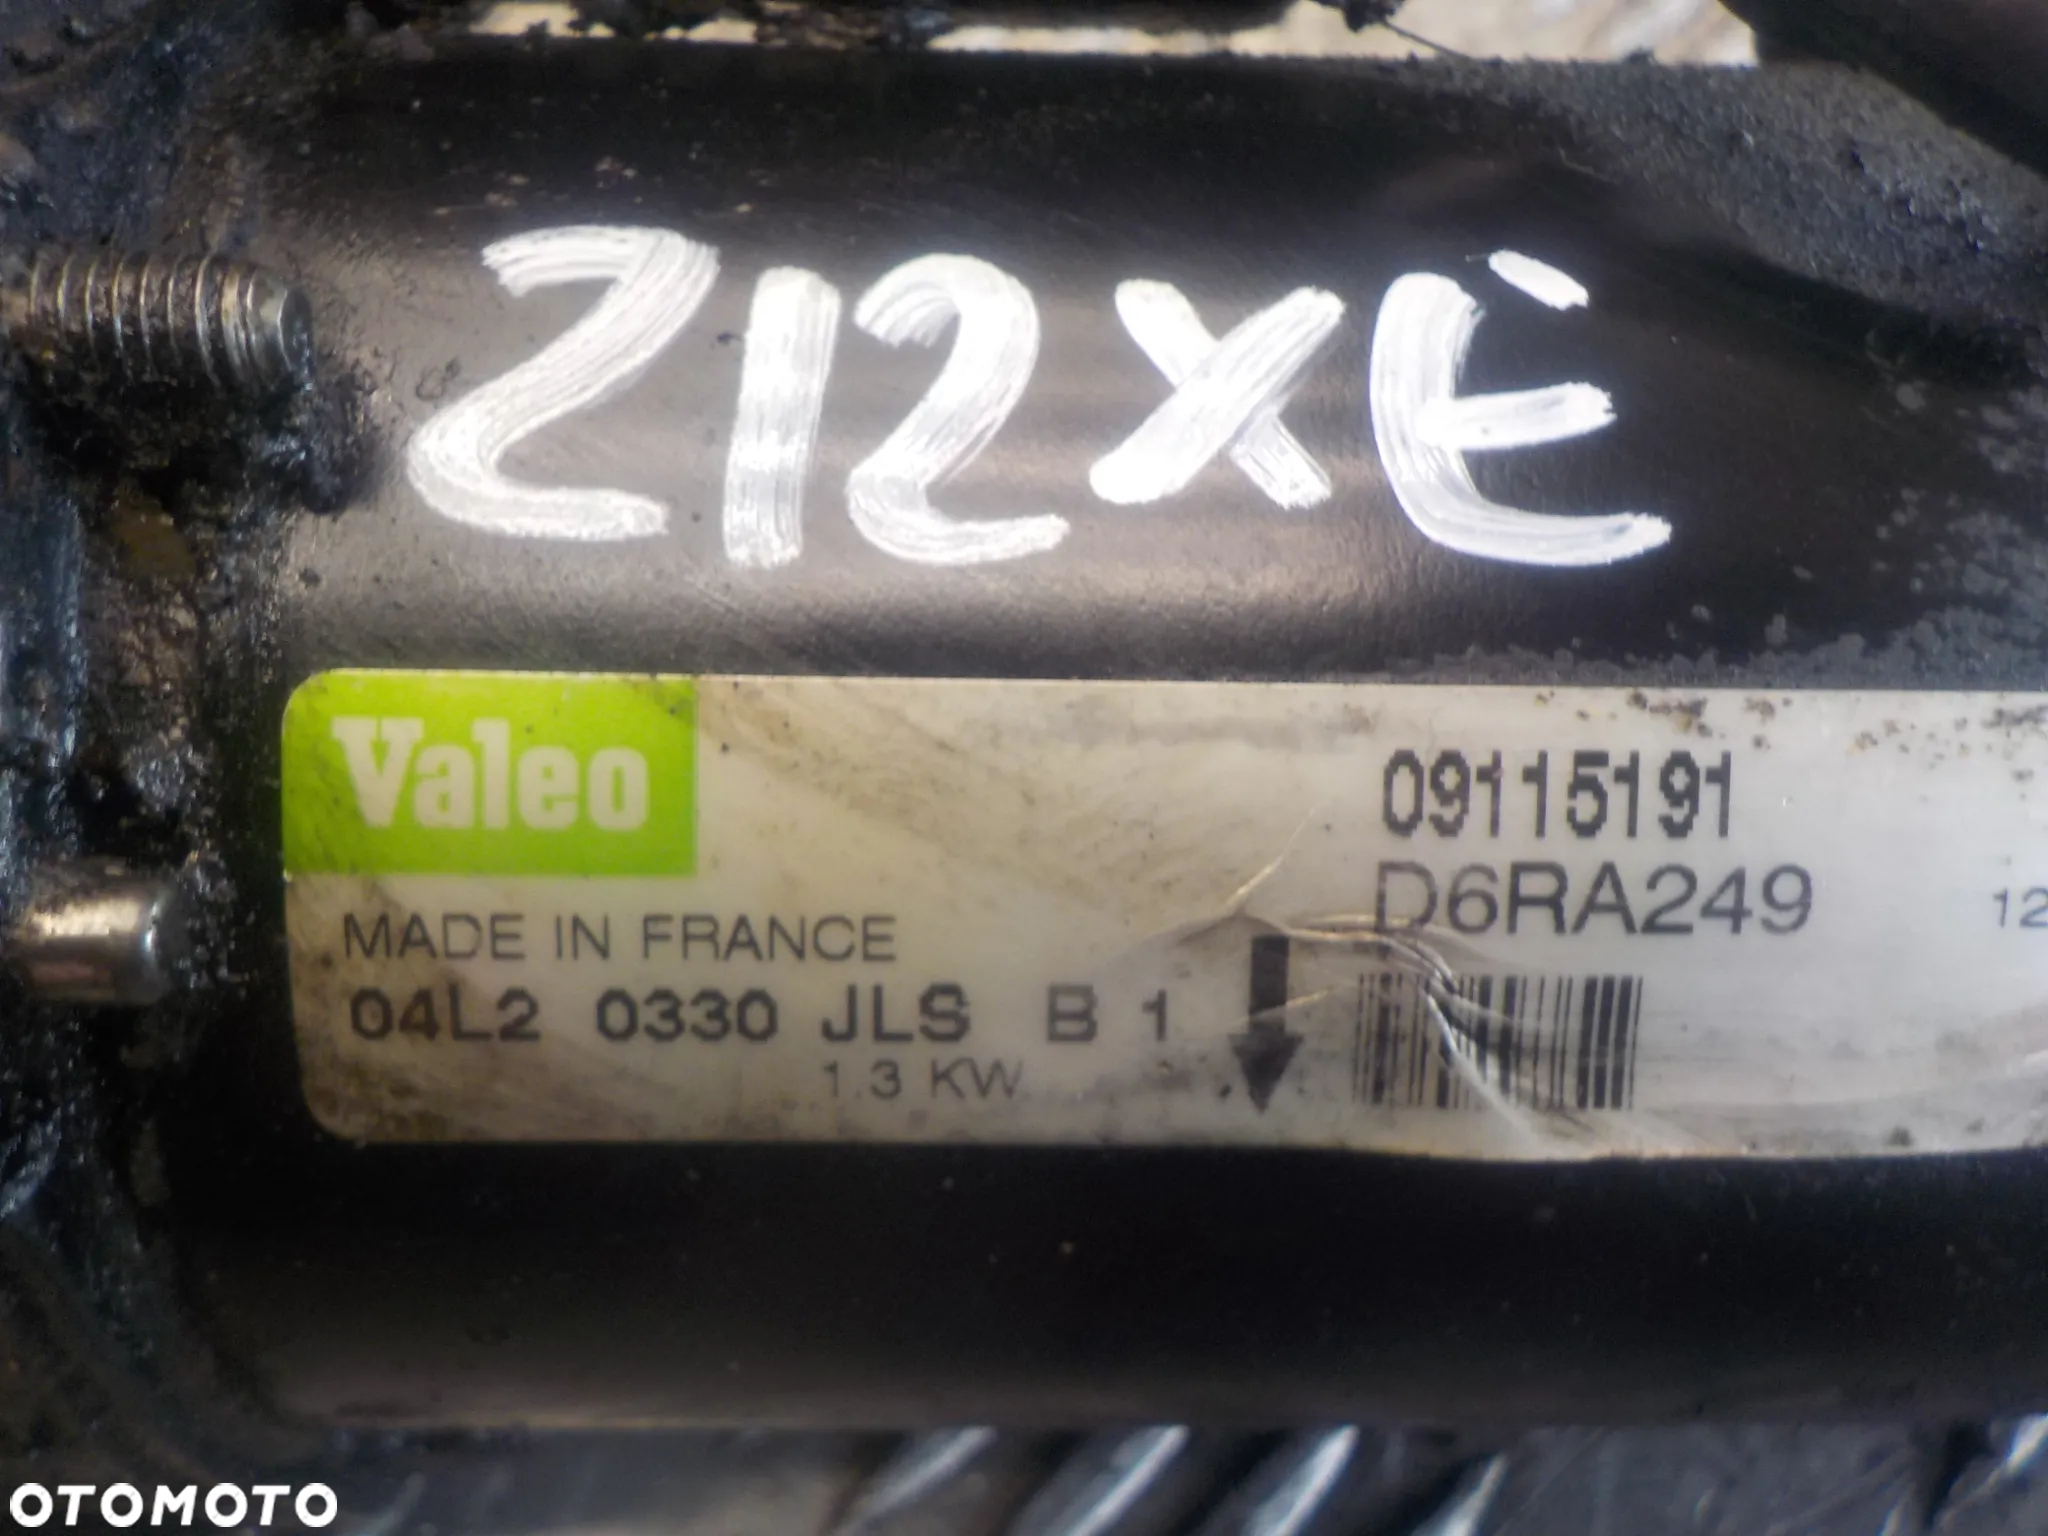 Z12XE
Valeo
09115191
D6RA249
12
MADE IN FRANCE
04L2 0330 JLS B 1
1.3 KW
OTOMOTO